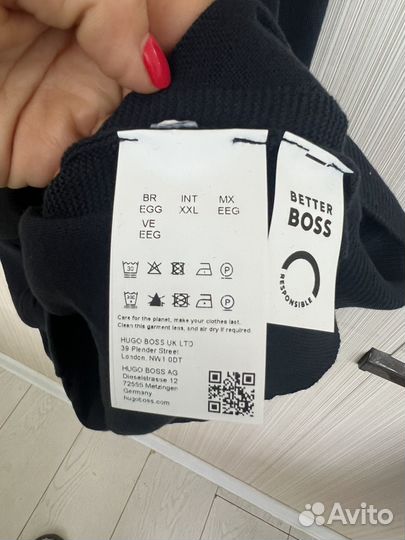 BR INT MX
EGG XXL EEG
VE
EEG
30
Care for the planet, make your clothes last.
Clean this garment less, and air dry if required.
HUGO BOSS UK LTD
39 Plender Street
London, NW1 0DT
HUGO BOSS AG
Dieselstrasse 12
72555 Metzingen
Germany
hugoboss.com
BETTER
BOSS
RESPONSIBLE
Avito